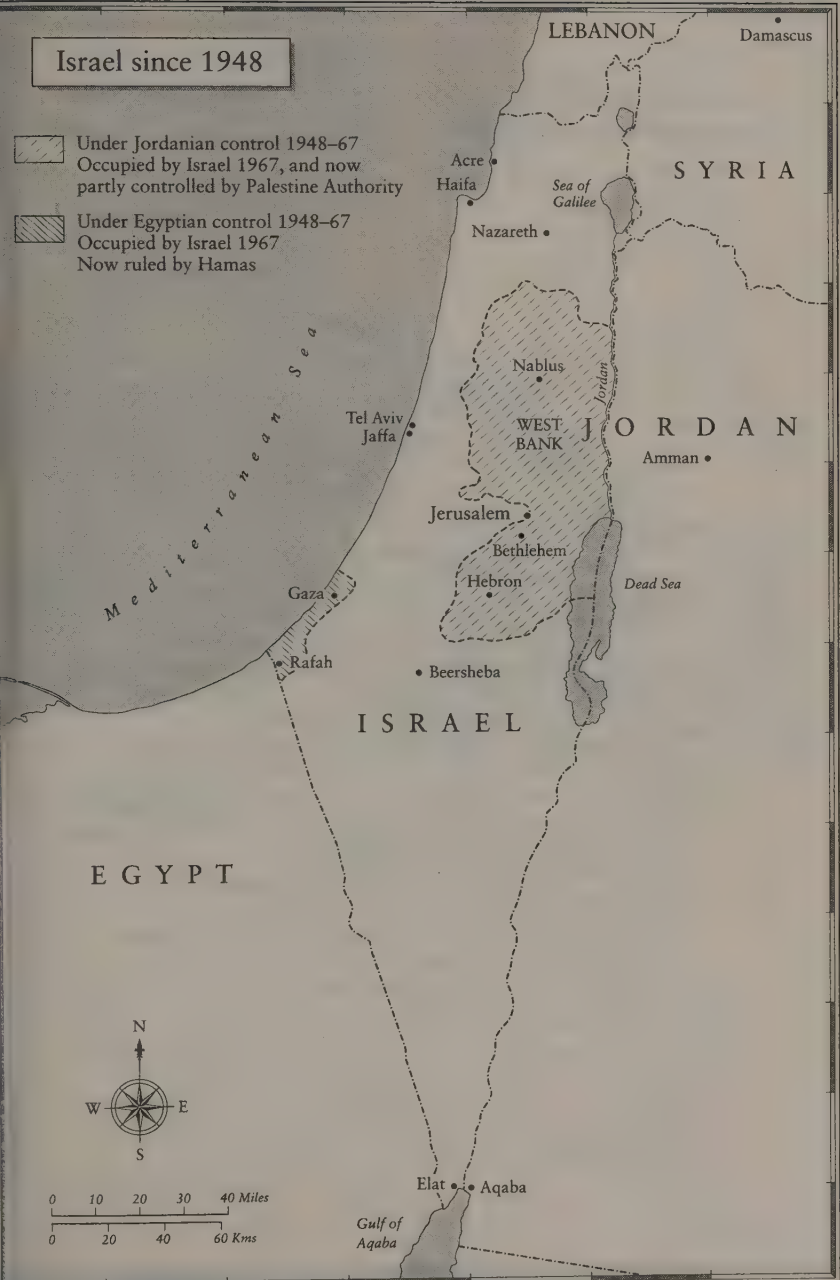 Israel since 1948
Under Jordanian control 1948–67
Occupied by Israel 1967, and now
partly controlled by Palestine Authority
Under Egyptian control 1948–67
Occupied by Israel 1967
Now ruled by Hamas
LEBANON
Damascus
Acre
Haifa
SYRIA
Sea of
Galilee
Nazareth
Mediterranean Sea
Nablus
Jordan
Tel Aviv
Jaffa
WEST
BANK
JORDAN
Amman
Jerusalem
Bethlehem
Hebron
Dead Sea
Gaza
Rafah
Beersheba
ISRAEL
EGYPT
N
W E
S
Elat
Aqaba
0 10 20 30 40 Miles
0 20 40 60 Kms
Gulf of
Aqaba